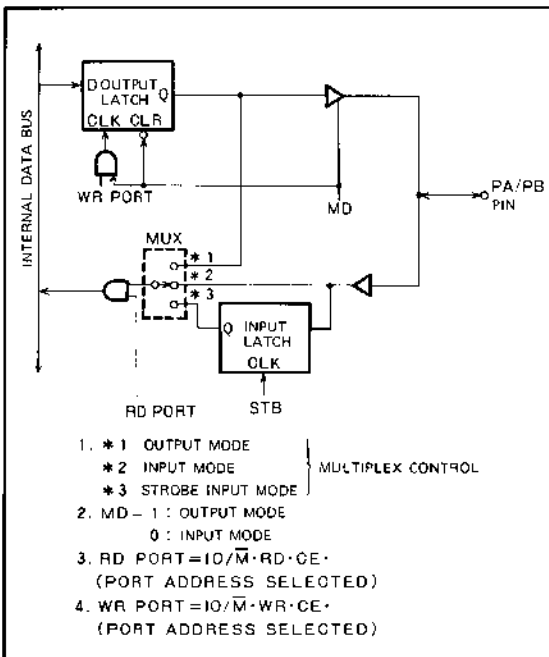 INTERNAL DATA BUS
D OUTPUT LATCH Q
CLK CLR
WR PORT
MD
PA/PB PIN
MUX
*1
*2
*3
Q INPUT LATCH
CLK
RD PORT
STB
1. *1 OUTPUT MODE
*2 INPUT MODE
*3 STROBE INPUT MODE
MULTIPLEX CONTROL
2. MD-1 : OUTPUT MODE
0 : INPUT MODE
3. RD PORT=IO/M̅·RD·CE·
(PORT ADDRESS SELECTED)
4. WR PORT=IO/M̅·WR·CE·
(PORT ADDRESS SELECTED)